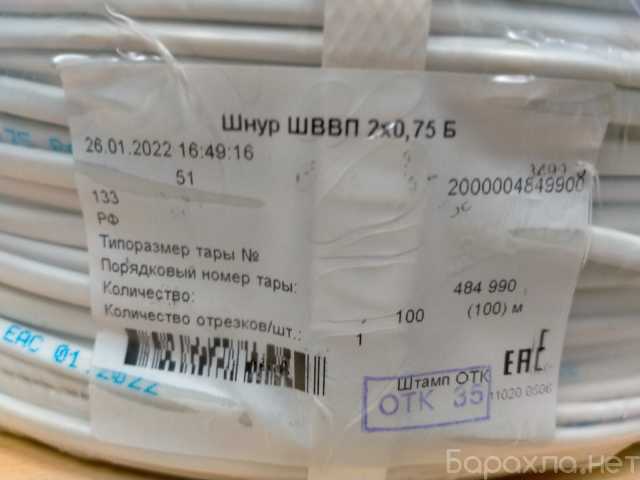 Шнур ШВВП 2х0,75 Б
26.01.2022 16:49:16
51
133
2000004849900
РФ
Типоразмер тары №
Порядковый номер тары:
484 990
Количество:
100
(100) м
Количество отрезков/шт.:
1
EAC 01.2022
EAC
Штамп ОТК
ОТК 35
Барахла.нет